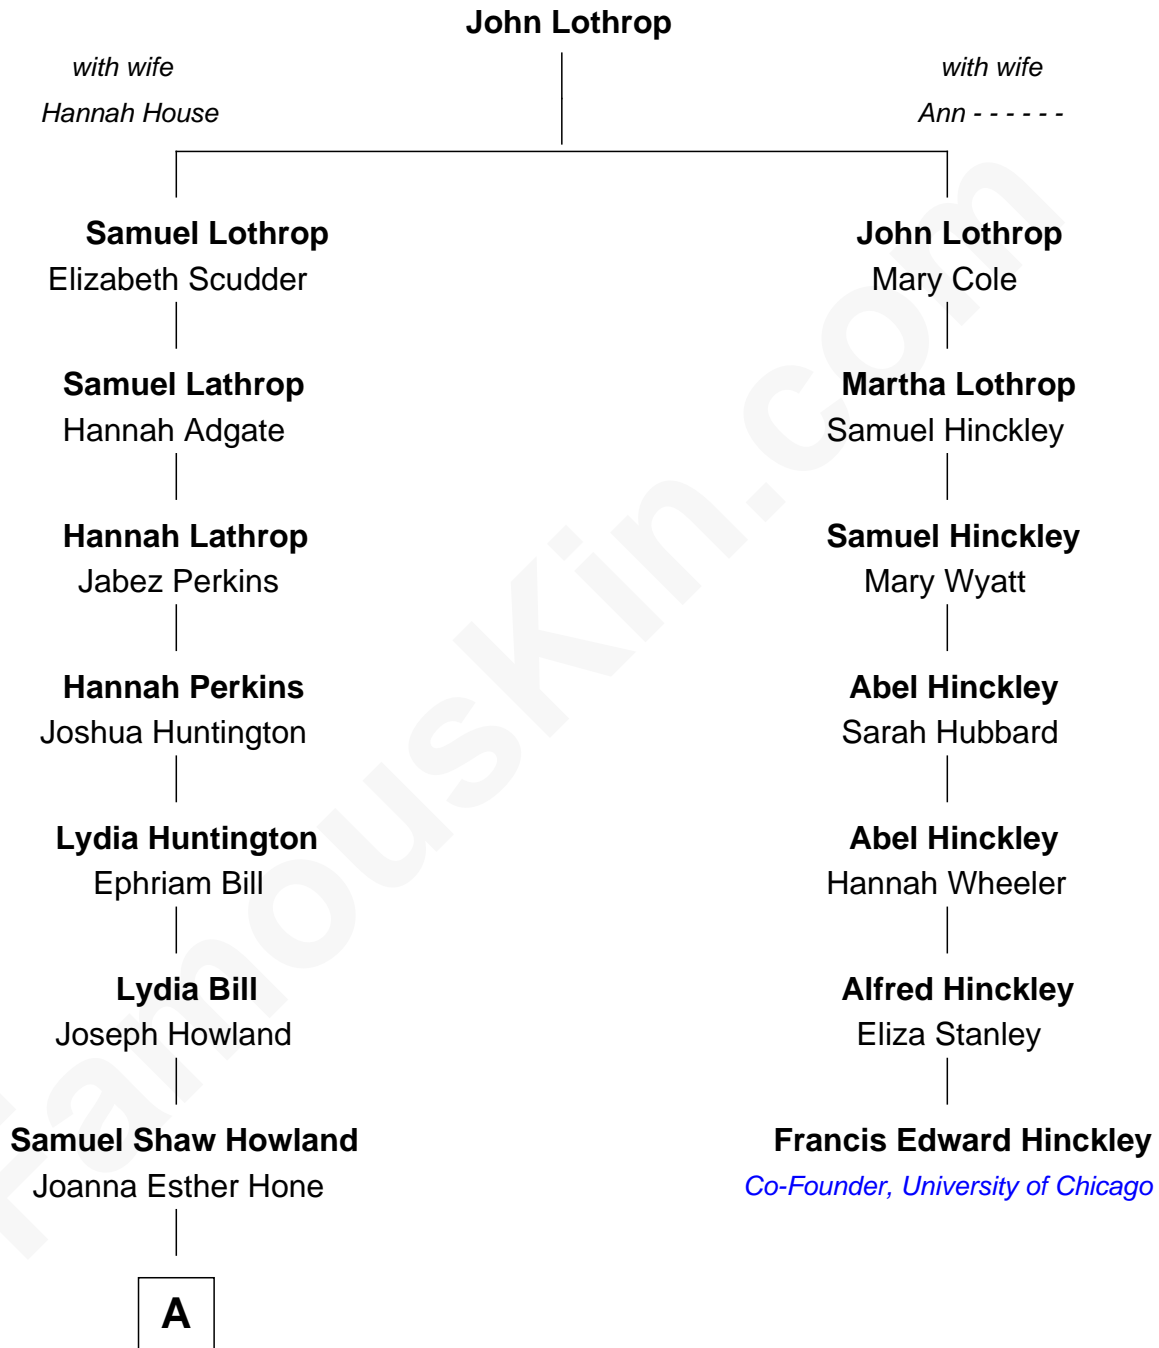 John Lothrop
with wife
Hannah House
with wife
Ann - - - - - -
Samuel Lothrop
Elizabeth Scudder
John Lothrop
Mary Cole
Samuel Lathrop
Hannah Adgate
Martha Lothrop
Samuel Hinckley
Hannah Lathrop
Jabez Perkins
Samuel Hinckley
Mary Wyatt
Hannah Perkins
Joshua Huntington
Abel Hinckley
Sarah Hubbard
Lydia Huntington
Ephriam Bill
Abel Hinckley
Hannah Wheeler
Lydia Bill
Joseph Howland
Alfred Hinckley
Eliza Stanley
Samuel Shaw Howland
Joanna Esther Hone
Francis Edward Hinckley
Co-Founder, University of Chicago
A
FamousKin.com